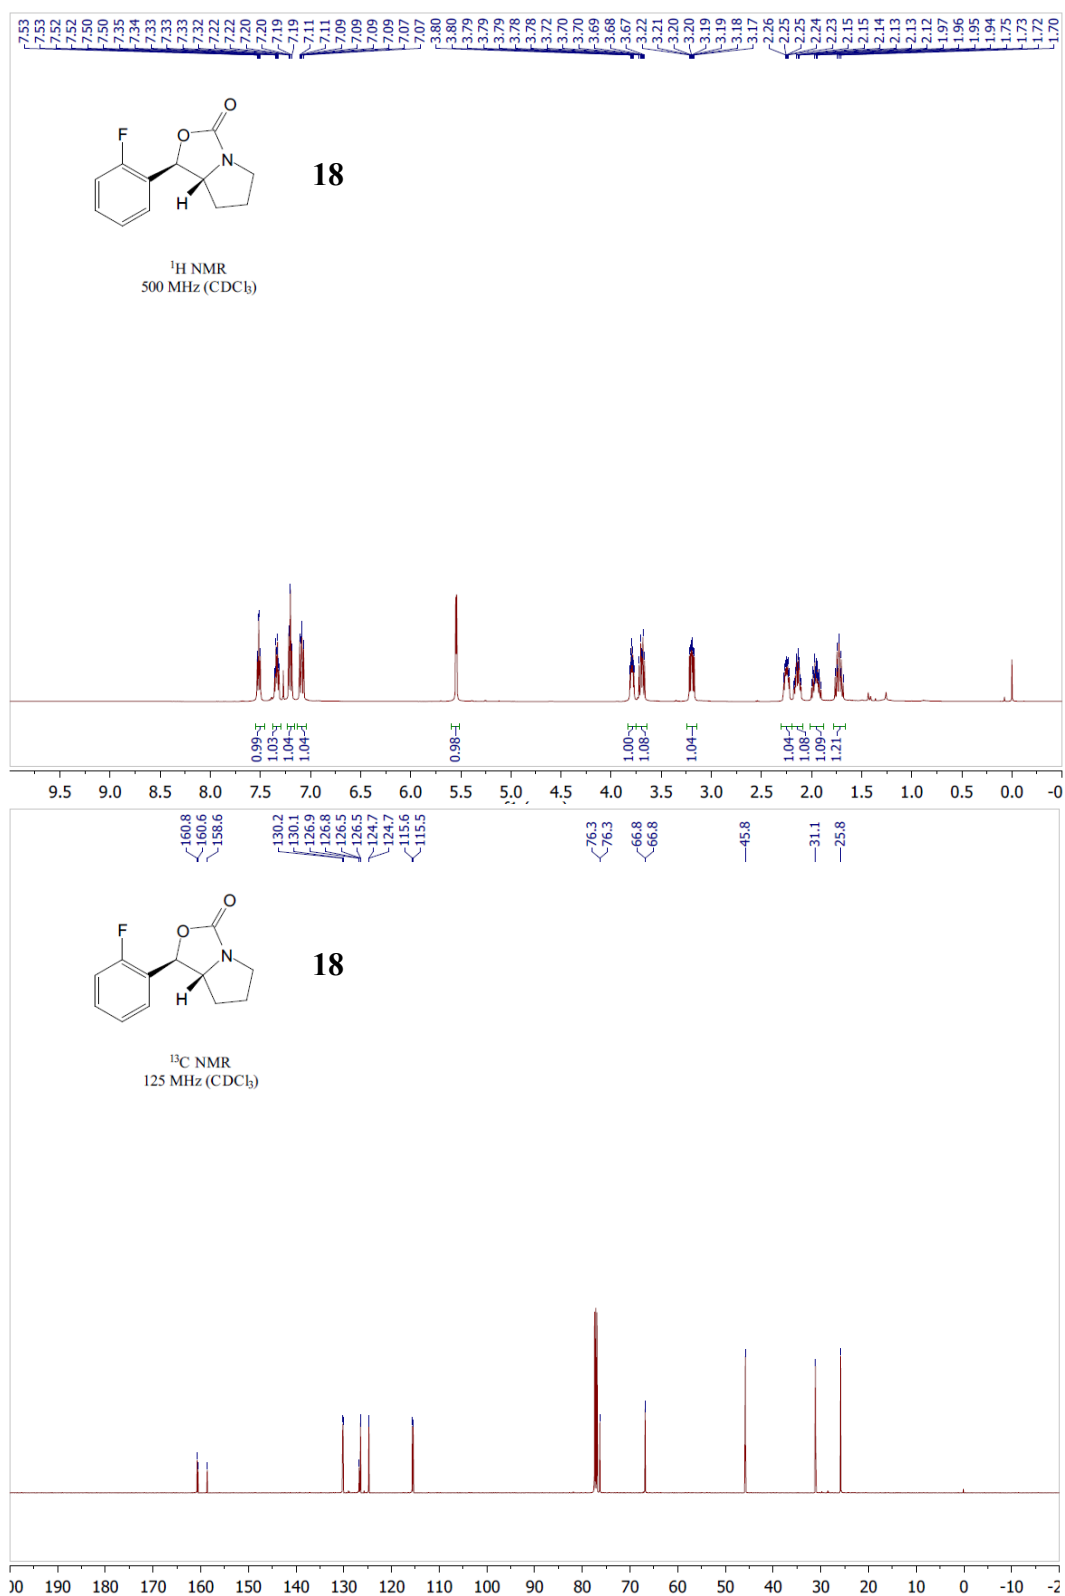 7.53 7.53 7.52 7.52 7.50 7.50 7.35 7.34 7.33 7.33 7.33 7.32 7.22 7.22 7.20 7.20 7.19 7.19 7.11 7.11 7.09 7.09 7.09 7.09 7.07 7.07 3.80 3.80 3.79 3.79 3.79 3.78 3.78 3.72 3.70 3.70 3.69 3.68 3.67 3.22 3.21 3.20 3.20 3.19 3.19 3.18 3.17 2.26 2.25 2.25 2.24 2.23 2.15 2.15 2.14 2.13 2.13 2.12 1.97 1.96 1.95 1.94 1.75 1.73 1.72 1.70
O
F O
N
H
18
¹H NMR
500 MHz (CDCl₃)
0.99 1.03 1.04 1.04 0.98 1.00 1.08 1.04 1.04 1.08 1.09 1.21
9.5 9.0 8.5 8.0 7.5 7.0 6.5 6.0 5.5 5.0 4.5 4.0 3.5 3.0 2.5 2.0 1.5 1.0 0.5 0.0 -0
160.8 160.6 158.6 130.2 130.1 126.9 126.8 126.5 126.5 124.7 124.7 115.6 115.5 76.3 76.3 66.8 66.8 45.8 31.1 25.8
O
F O
N
H
18
¹³C NMR
125 MHz (CDCl₃)
190 180 170 160 150 140 130 120 110 100 90 80 70 60 50 40 30 20 10 0 -10